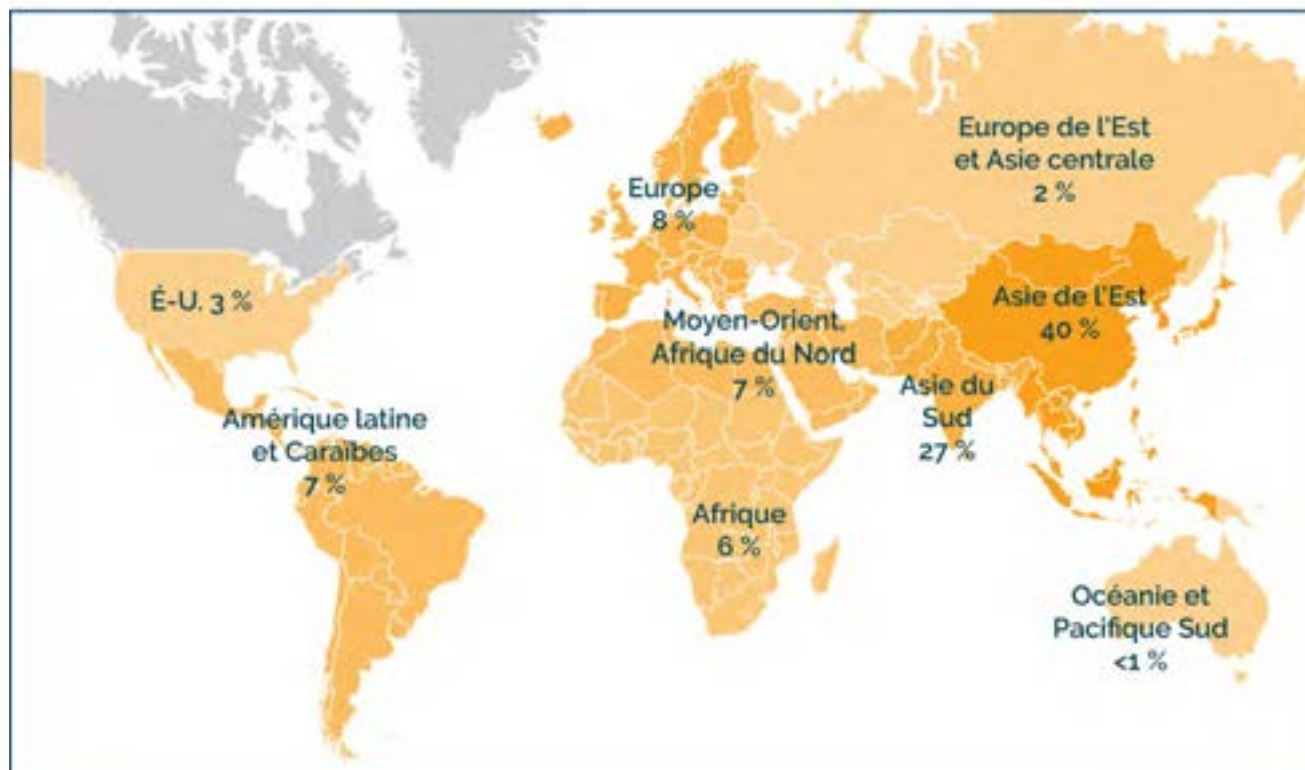 Europe de l'Est
et Asie centrale
2 %
Europe
8 %
É-U. 3 %
Asie de l'Est
40 %
Moyen-Orient,
Afrique du Nord
7 %
Asie du
Sud
27 %
Amérique latine
et Caraïbes
7 %
Afrique
6 %
Océanie et
Pacifique Sud
<1 %